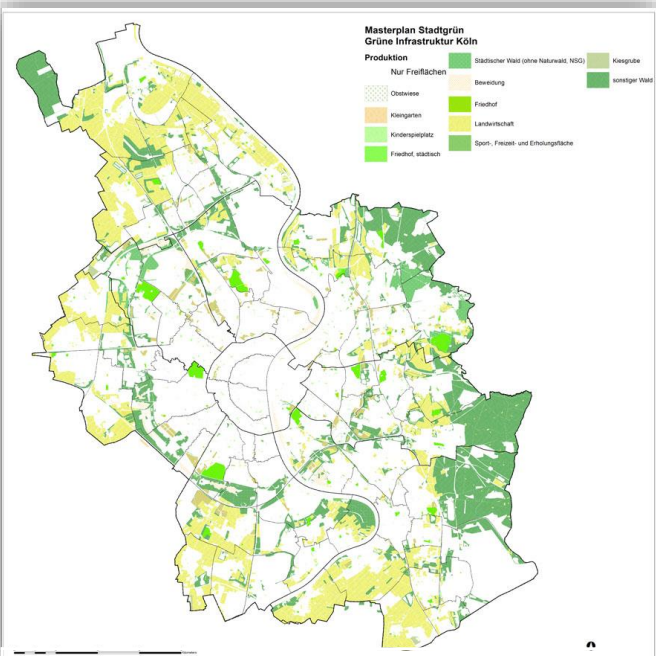 Masterplan Stadtgrün
Grüne Infrastruktur Köln
Produktion
Nur Freiflächen
Obstwiese
Kleingarten
Kinderspielplatz
Friedhof, städtisch
Städtischer Wald (ohne Naturwald, NSG)
Beweidung
Friedhof
Landwirtschaft
Sport-, Freizeit- und Erholungsfläche
Kiesgrube
sonstiger Wald